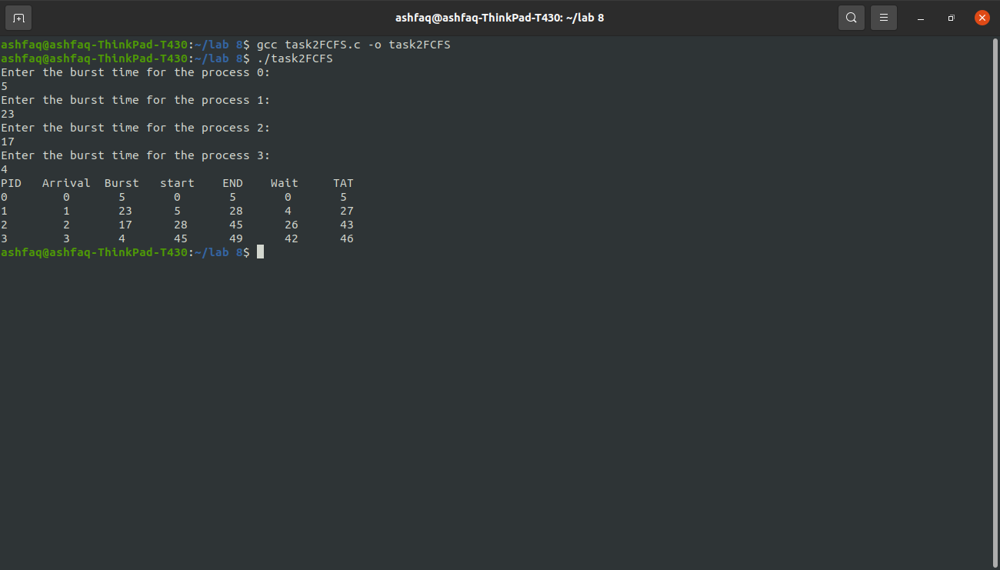 ashfaq@ashfaq-ThinkPad-T430: ~/lab 8
ashfaq@ashfaq-ThinkPad-T430:~/lab 8$ gcc task2FCFS.c -o task2FCFS
ashfaq@ashfaq-ThinkPad-T430:~/lab 8$ ./task2FCFS
Enter the burst time for the process 0:
5
Enter the burst time for the process 1:
23
Enter the burst time for the process 2:
17
Enter the burst time for the process 3:
4
PID   Arrival  Burst   start    END    Wait     TAT
0        0       5       0       5       0       5
1        1       23      5       28      4       27
2        2       17      28      45      26      43
3        3       4       45      49      42      46
ashfaq@ashfaq-ThinkPad-T430:~/lab 8$